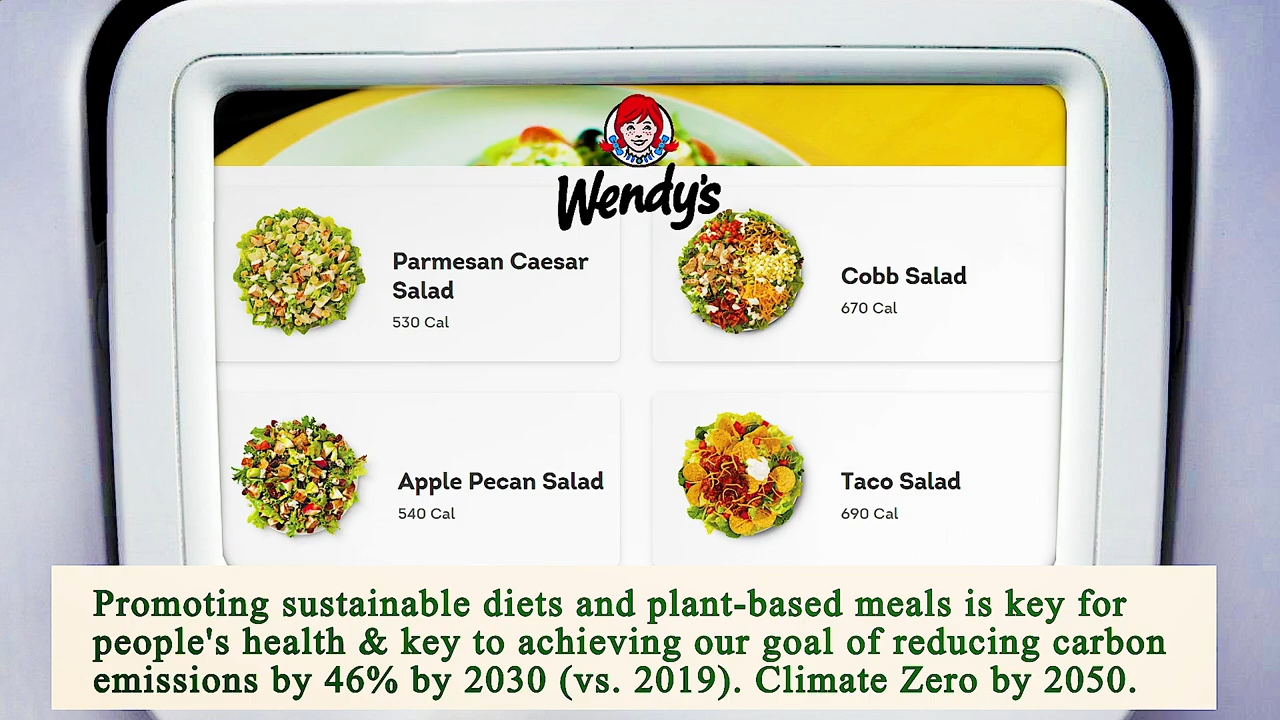 Wendy's
Parmesan Caesar
Salad
530 Cal
Cobb Salad
670 Cal
Apple Pecan Salad
540 Cal
Taco Salad
690 Cal
Promoting sustainable diets and plant-based meals is key for
people's health & key to achieving our goal of reducing carbon
emissions by 46% by 2030 (vs. 2019). Climate Zero by 2050.